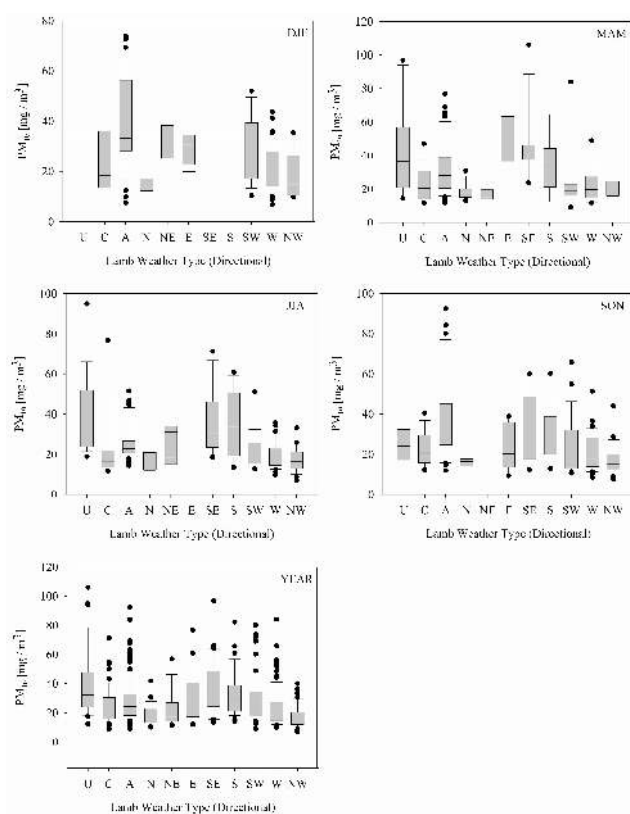 DJF
PM₁₀ [mg / m³]
80
60
40
20
0
U C A N NE E SE S SW W NW
Lamb Weather Type (Directional)
MAM
PM₁₀ [mg / m³]
120
100
80
60
40
20
0
U C A N NE E SE S SW W NW
Lamb Weather Type (Directional)
JJA
PM₁₀ [mg / m³]
100
80
60
40
20
0
U C A N NE E SE S SW W NW
Lamb Weather Type (Directional)
SON
PM₁₀ [mg / m³]
100
80
60
40
20
0
U C A N NE E SE S SW W NW
Lamb Weather Type (Directional)
YEAR
PM₁₀ [mg / m³]
120
100
80
60
40
20
0
U C A N NE E SE S SW W NW
Lamb Weather Type (Directional)